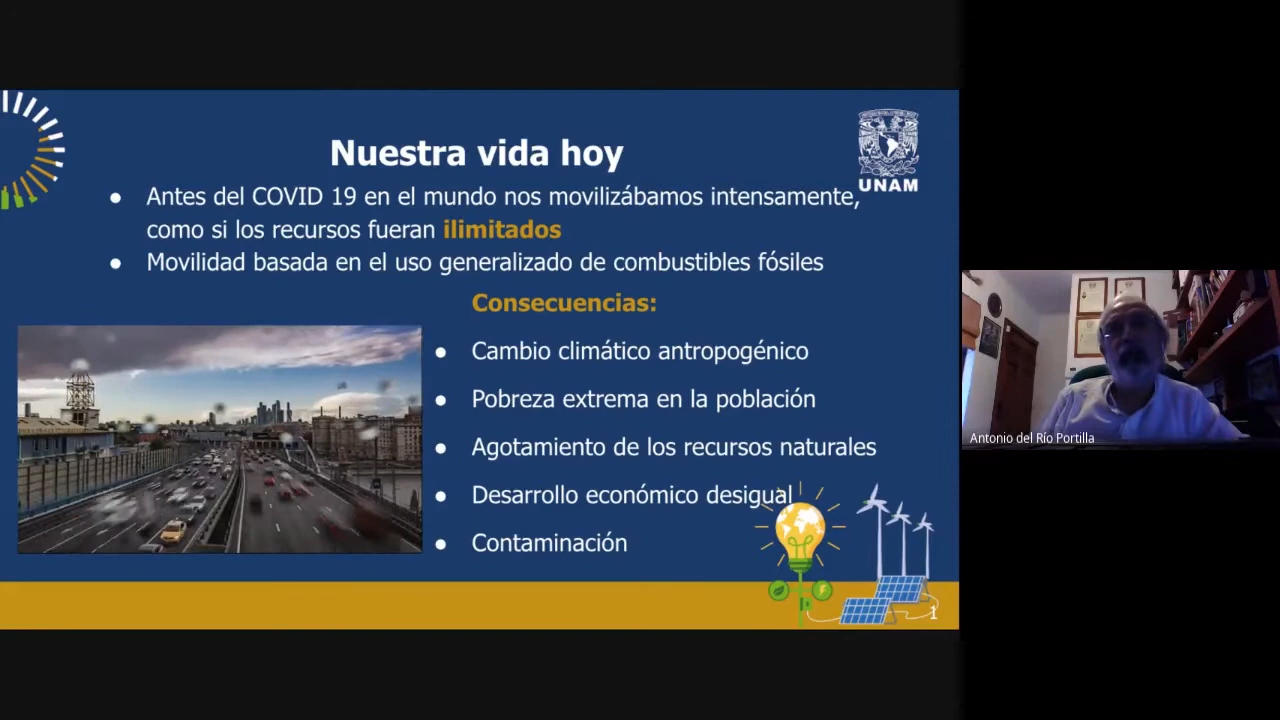 Nuestra vida hoy
UNAM
● Antes del COVID 19 en el mundo nos movilizábamos intensamente,
como si los recursos fueran ilimitados
● Movilidad basada en el uso generalizado de combustibles fósiles
Consecuencias:
● Cambio climático antropogénico
● Pobreza extrema en la población
● Agotamiento de los recursos naturales
● Desarrollo económico desigual
● Contaminación
1
Antonio del Río Portilla